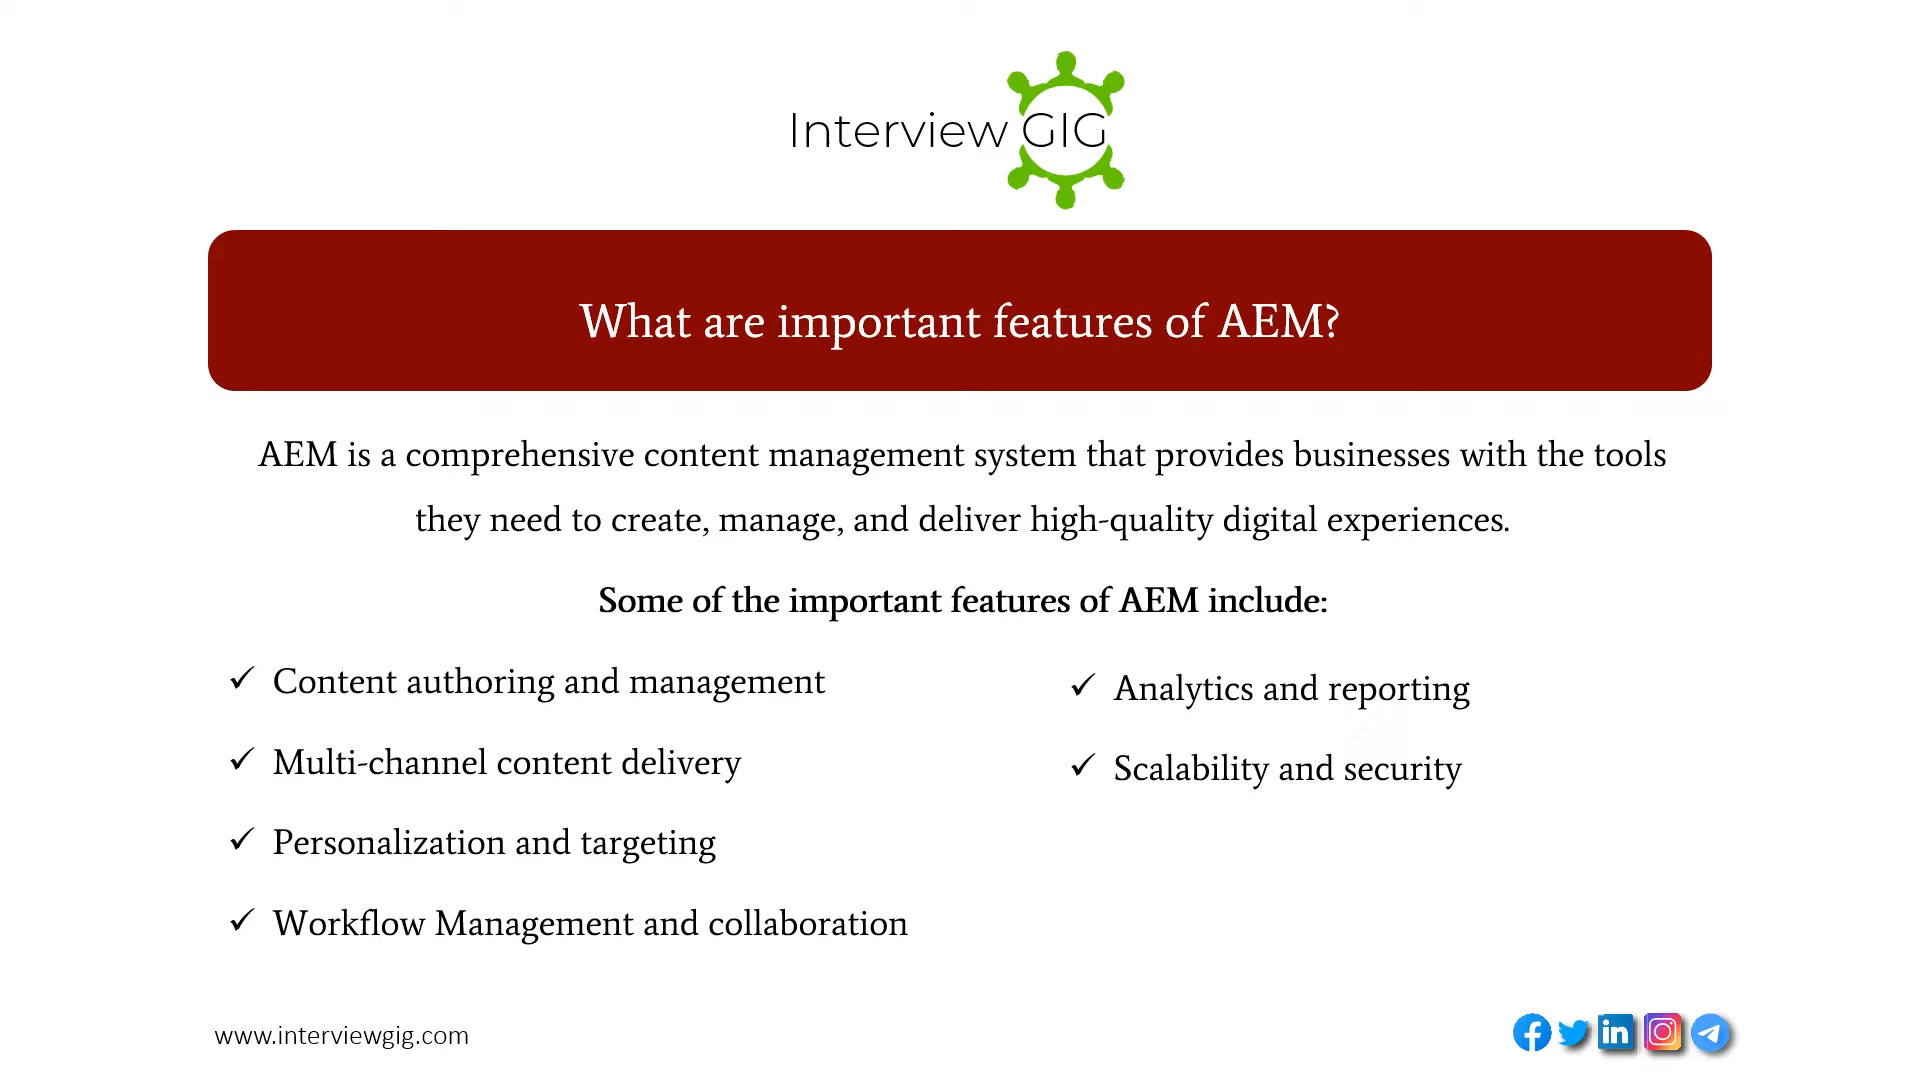 Interview GIG
What are important features of AEM?
AEM is a comprehensive content management system that provides businesses with the tools
they need to create, manage, and deliver high-quality digital experiences.
Some of the important features of AEM include:
✓ Content authoring and management
✓ Multi-channel content delivery
✓ Personalization and targeting
✓ Workflow Management and collaboration
✓ Analytics and reporting
✓ Scalability and security
www.interviewgig.com